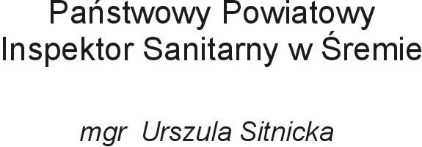 Państwowy Powiatowy
Inspektor Sanitarny w Śremie
mgr Urszula Sitnicka